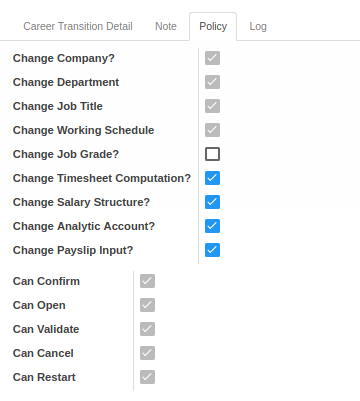 Career Transition Detail Note Policy Log
Change Company?
Change Department
Change Job Title
Change Working Schedule
Change Job Grade?
Change Timesheet Computation?
Change Salary Structure?
Change Analytic Account?
Change Payslip Input?
Can Confirm
Can Open
Can Validate
Can Cancel
Can Restart